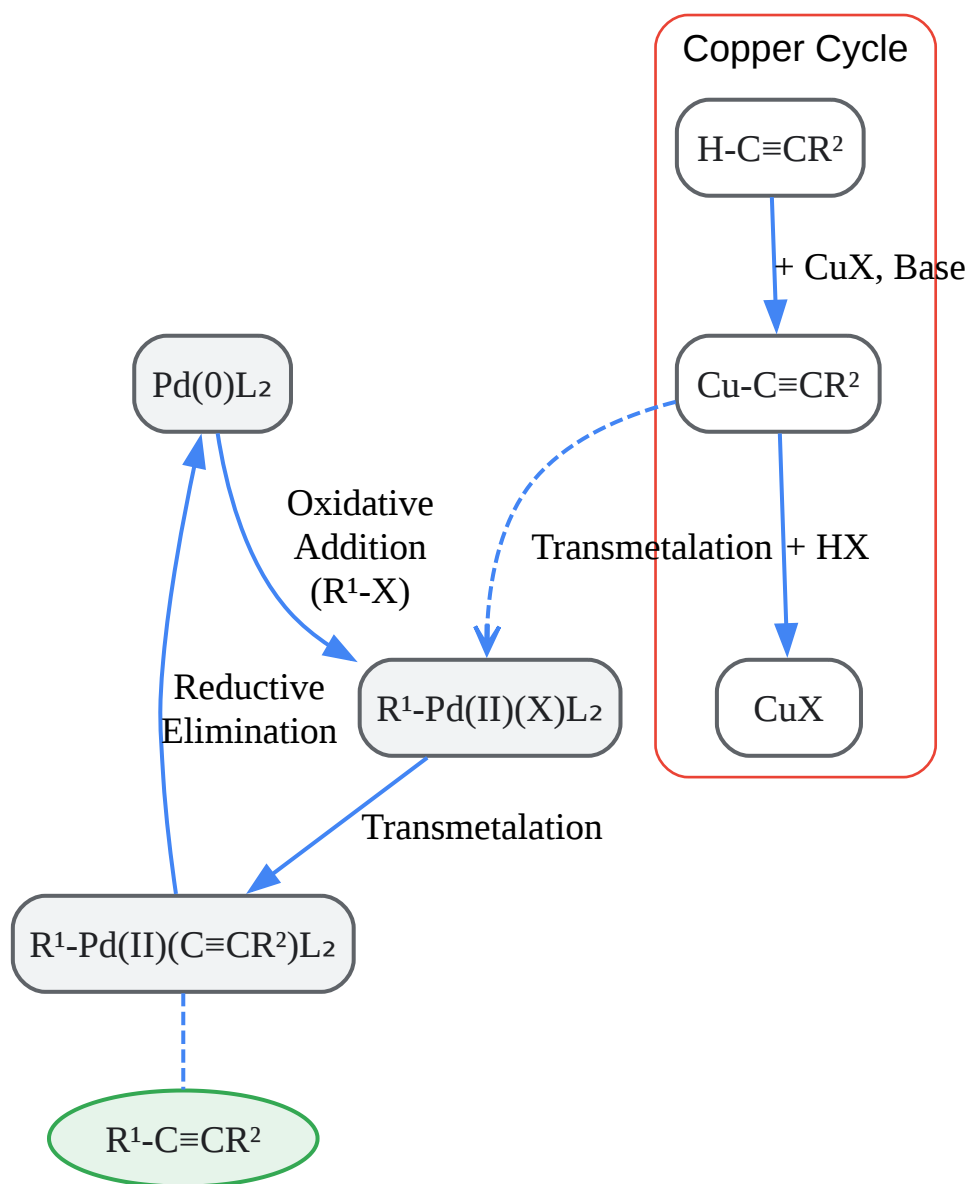 Copper Cycle
H-C≡CR²
+ CuX, Base
Pd(0)L₂
Cu-C≡CR²
Oxidative
Addition
(R¹-X)
Transmetalation
+ HX
Reductive
Elimination
R¹-Pd(II)(X)L₂
CuX
Transmetalation
R¹-Pd(II)(C≡CR²)L₂
R¹-C≡CR²